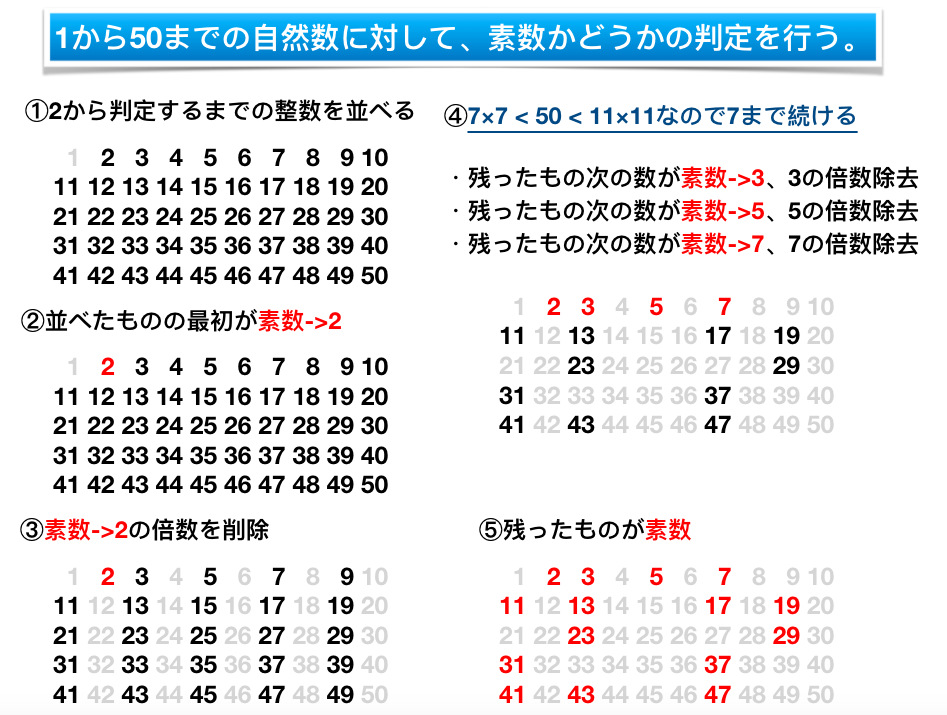 1から50までの自然数に対して、素数かどうかの判定を行う。
①2から判定するまでの整数を並べる
1 2 3 4 5 6 7 8 9 10
11 12 13 14 15 16 17 18 19 20
21 22 23 24 25 26 27 28 29 30
31 32 33 34 35 36 37 38 39 40
41 42 43 44 45 46 47 48 49 50
②並べたものの最初が素数->2
1 2 3 4 5 6 7 8 9 10
11 12 13 14 15 16 17 18 19 20
21 22 23 24 25 26 27 28 29 30
31 32 33 34 35 36 37 38 39 40
41 42 43 44 45 46 47 48 49 50
③素数->2の倍数を削除
1 2 3 4 5 6 7 8 9 10
11 12 13 14 15 16 17 18 19 20
21 22 23 24 25 26 27 28 29 30
31 32 33 34 35 36 37 38 39 40
41 42 43 44 45 46 47 48 49 50
④7×7 < 50 < 11×11なので7まで続ける
・残ったもの次の数が素数->3、3の倍数除去
・残ったもの次の数が素数->5、5の倍数除去
・残ったもの次の数が素数->7、7の倍数除去
1 2 3 4 5 6 7 8 9 10
11 12 13 14 15 16 17 18 19 20
21 22 23 24 25 26 27 28 29 30
31 32 33 34 35 36 37 38 39 40
41 42 43 44 45 46 47 48 49 50
⑤残ったものが素数
1 2 3 4 5 6 7 8 9 10
11 12 13 14 15 16 17 18 19 20
21 22 23 24 25 26 27 28 29 30
31 32 33 34 35 36 37 38 39 40
41 42 43 44 45 46 47 48 49 50